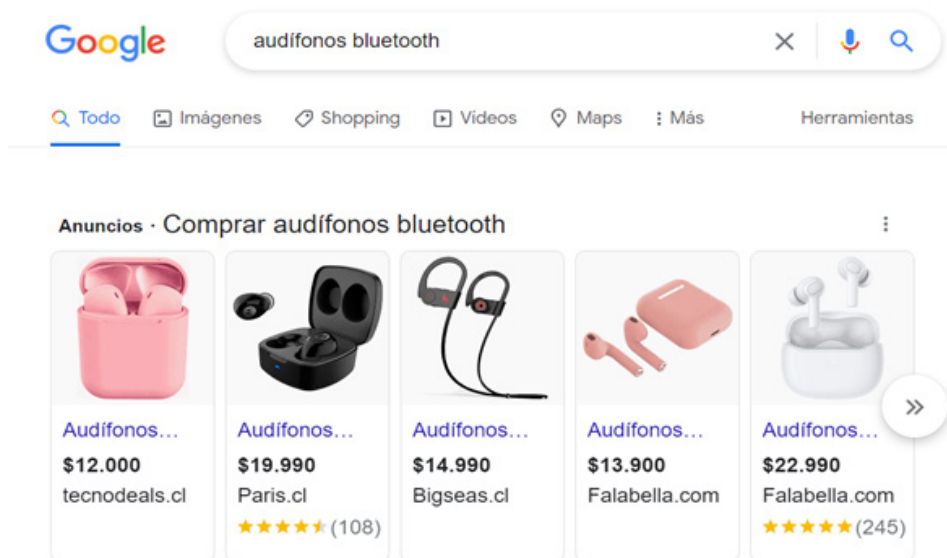 Google
audífonos bluetooth
Todo Imágenes Shopping Videos Maps Más Herramientas
Anuncios · Comprar audífonos bluetooth
Audífonos... Audífonos... Audífonos... Audífonos... Audífonos...
$12.000 $19.990 $14.990 $13.900 $22.990
tecnodeals.cl Paris.cl Bigseas.cl Falabella.com Falabella.com
(108) (245)